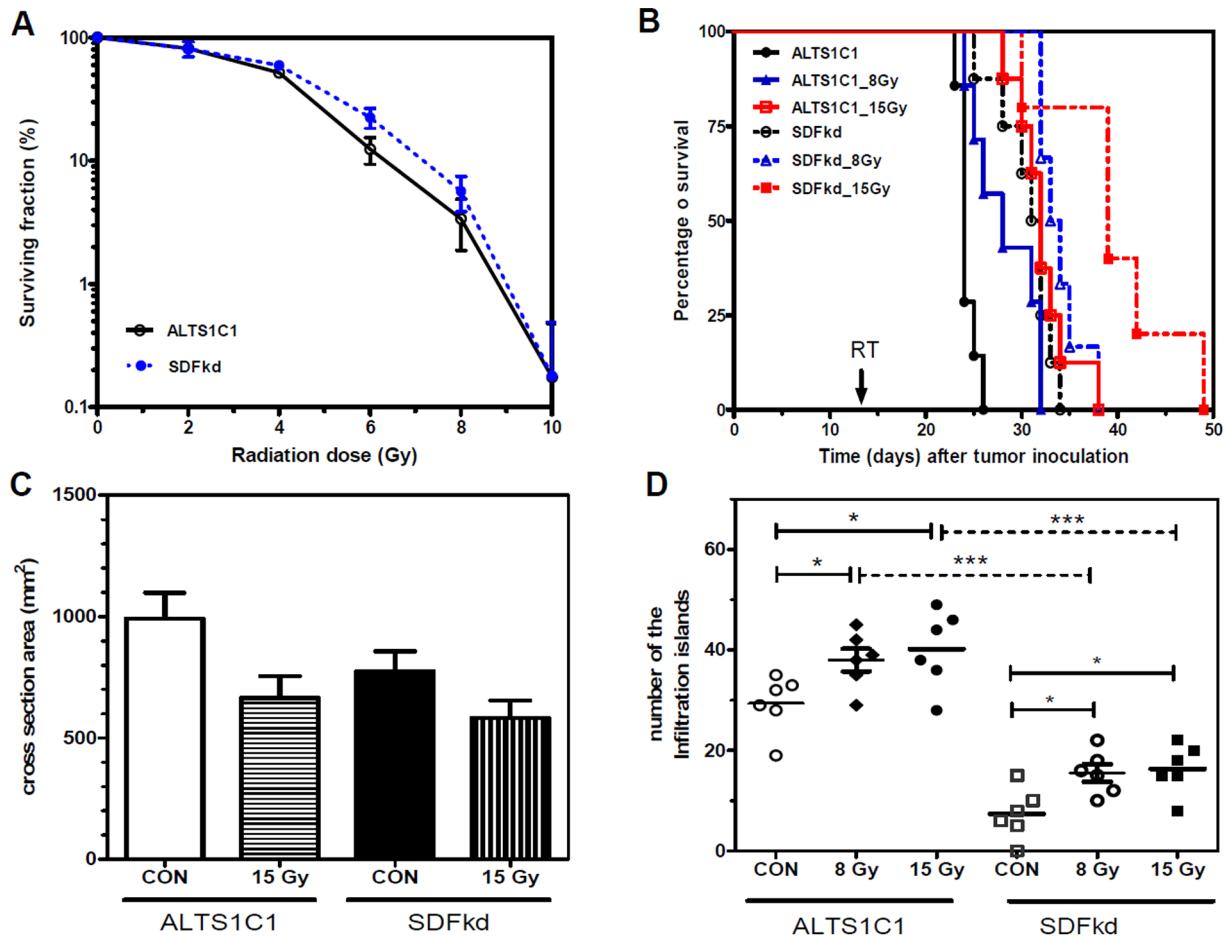 A
Surviving fraction (%)
100
10
1
0.1
ALTS1C1
SDFkd
0 2 4 6 8 10
Radiation dose (Gy)
B
Percentage o survival
100
75
50
25
0
ALTS1C1
ALTS1C1_8Gy
ALTS1C1_15Gy
SDFkd
SDFkd_8Gy
SDFkd_15Gy
RT
0 10 20 30 40 50
Time (days) after tumor inoculation
C
cross section area (mm²)
1500
1000
500
0
CON 15 Gy CON 15 Gy
ALTS1C1 SDFkd
D
number of the
Infiltration islands
60
40
20
0
* ***
* ***
*
*
CON 8 Gy 15 Gy CON 8 Gy 15 Gy
ALTS1C1 SDFkd